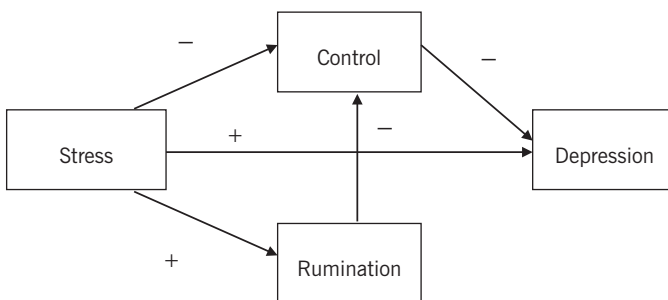 −
Control
−
+
−
Stress
Depression
+
Rumination